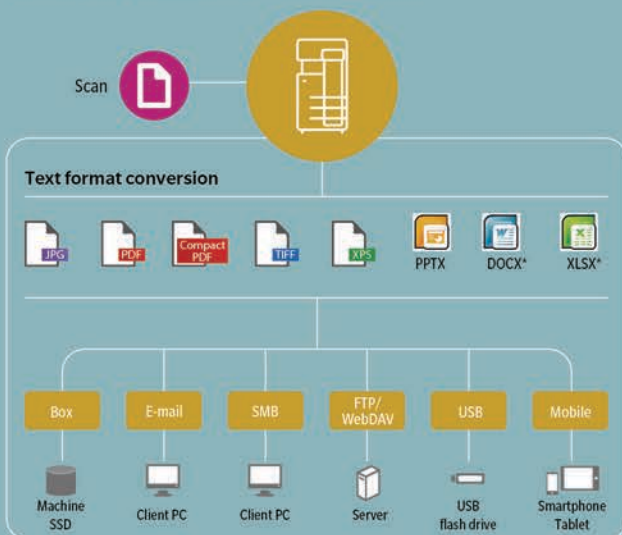 Scan
Text format conversion
JPG
PDF
Compact
PDF
TIFF
XPS
PPTX
DOCX*
XLSX*
Box
E-mail
SMB
FTP/
WebDAV
USB
Mobile
Machine
SSD
Client PC
Client PC
Server
USB
flash drive
Smartphone
Tablet